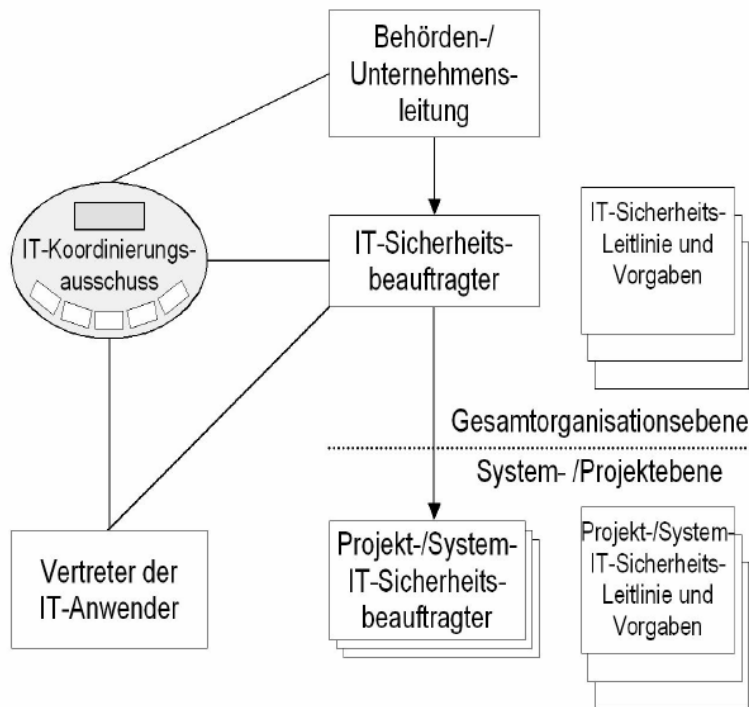 Behörden-/
Unternehmens-
leitung
IT-Koordinierungs-
ausschuss
IT-Sicherheits-
beauftragter
IT-Sicherheits-
Leitlinie und
Vorgaben
Gesamtorganisationsebene
System- /Projektebene
Vertreter der
IT-Anwender
Projekt-/System-
IT-Sicherheits-
beauftragter
Projekt-/System-
IT-Sicherheits-
Leitlinie und
Vorgaben